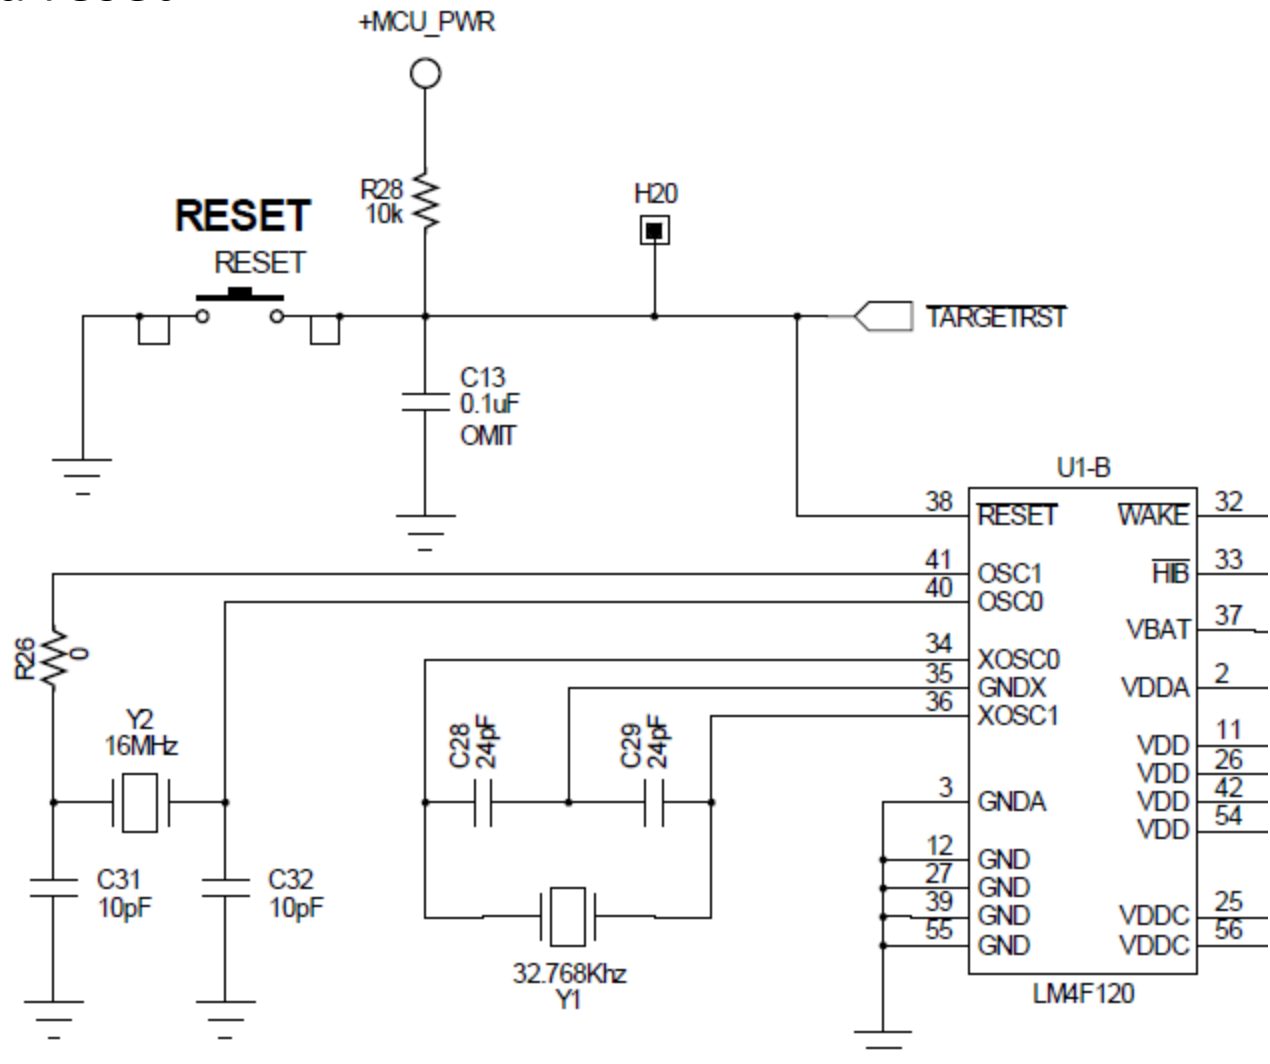 +MCU_PWR
R28
10k
H20
RESET
RESET
TARGETRST
C13
0.1uF
OMIT
U1-B
38
RESET
WAKE
32
41
OSC1
HIB
33
40
OSC0
VBAT
37
34
XOSC0
35
GNDX
VDDA
2
36
XOSC1
R26
0
Y2
16MHz
C28
24pF
C29
24pF
VDD
11
VDD
26
3
GNDA
VDD
42
VDD
54
12
GND
27
GND
39
GND
VDDC
25
55
GND
VDDC
56
C31
10pF
C32
10pF
32.768Khz
Y1
LM4F120